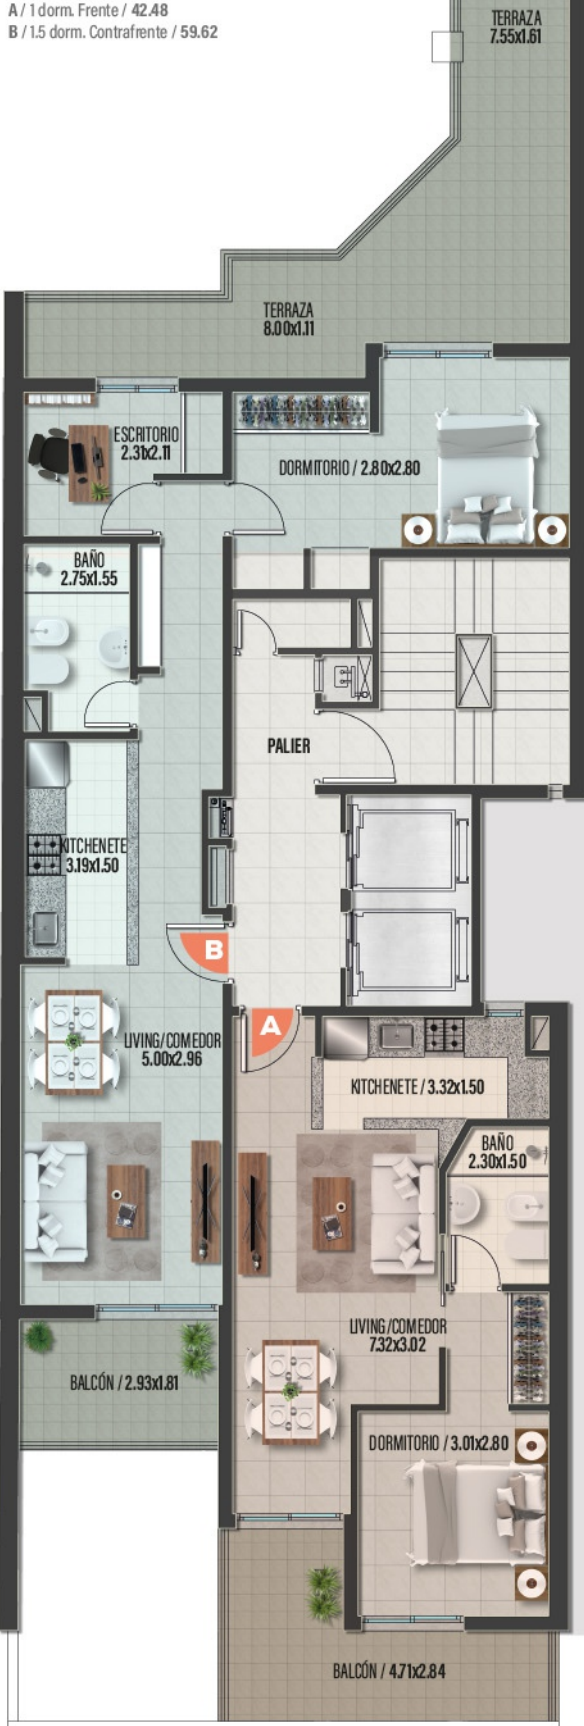 A / 1 dorm. Frente / 42.48
B / 1.5 dorm. Contrafrente / 59.62
TERRAZA
7.55x1.61
TERRAZA
8.00x1.11
ESCRITORIO
2.31x2.11
DORMITORIO / 2.80x2.80
BAÑO
2.75x1.55
PALIER
KITCHENETE
3.19x1.50
B
A
LIVING/COMEDOR
5.00x2.96
KITCHENETE / 3.32x1.50
BAÑO
2.30x1.50
LIVING/COMEDOR
7.32x3.02
BALCÓN / 2.93x1.81
DORMITORIO / 3.01x2.80
BALCÓN / 4.71x2.84